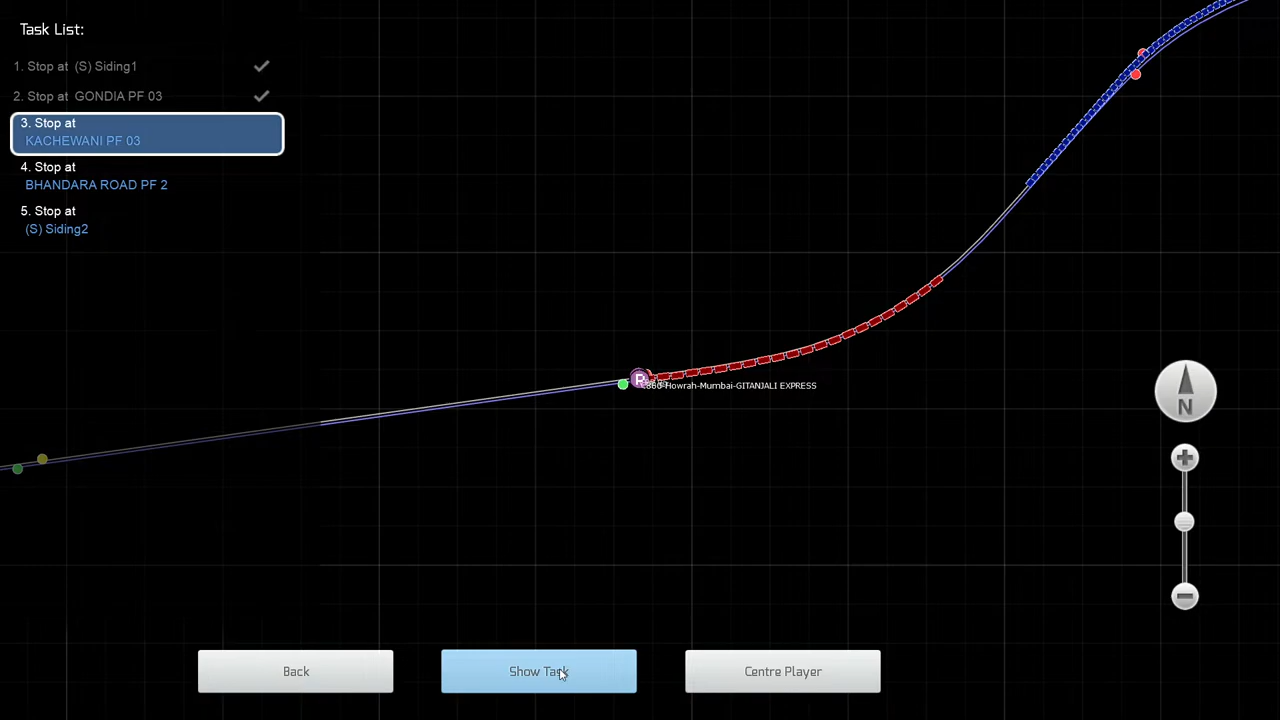 Task List:
1. Stop at (S) Siding1
2. Stop at GONDIA PF 03
3. Stop at
KACHEWANI PF 03
4. Stop at
BHANDARA ROAD PF 2
5. Stop at
(S) Siding2
Howrah-Mumbai-GITANJALI EXPRESS
N
Back
Show Task
Centre Player